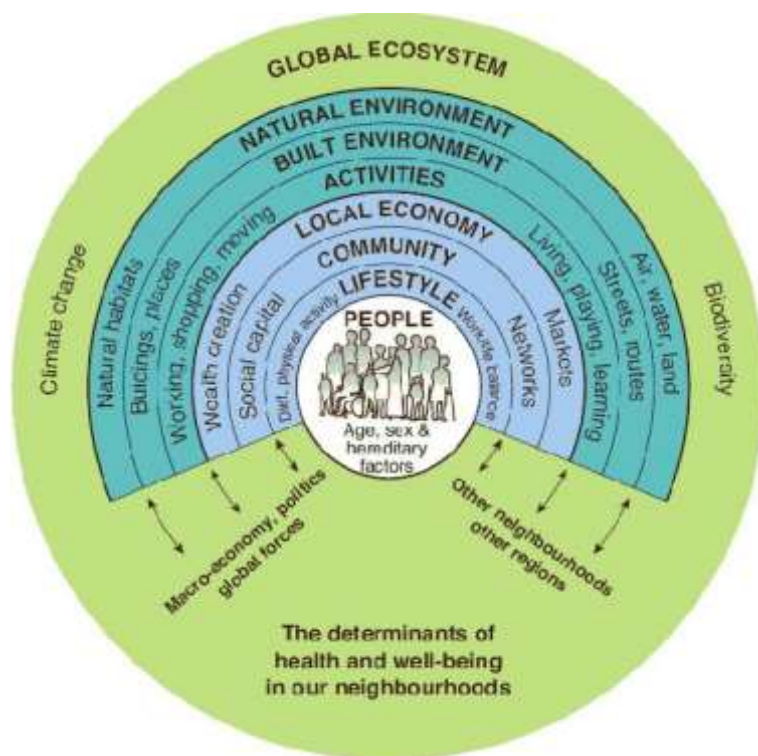 GLOBAL ECOSYSTEM
NATURAL ENVIRONMENT
BUILT ENVIRONMENT
ACTIVITIES
LOCAL ECONOMY
COMMUNITY
LIFESTYLE
PEOPLE
Age, sex &
hereditary
factors
Climate change
Natural habitats
Buicings, places
Working, shopping, moving
Wealth creation
Social capital
Diet, physical activity
Work-life balance
Networks
Markets
Living, playing, learning
Streets, routes
Air, water, land
Biodiversity
Macro-economy, politics
global forces
Other neighbourhoods
other regions
The determinants of
health and well-being
in our neighbourhoods